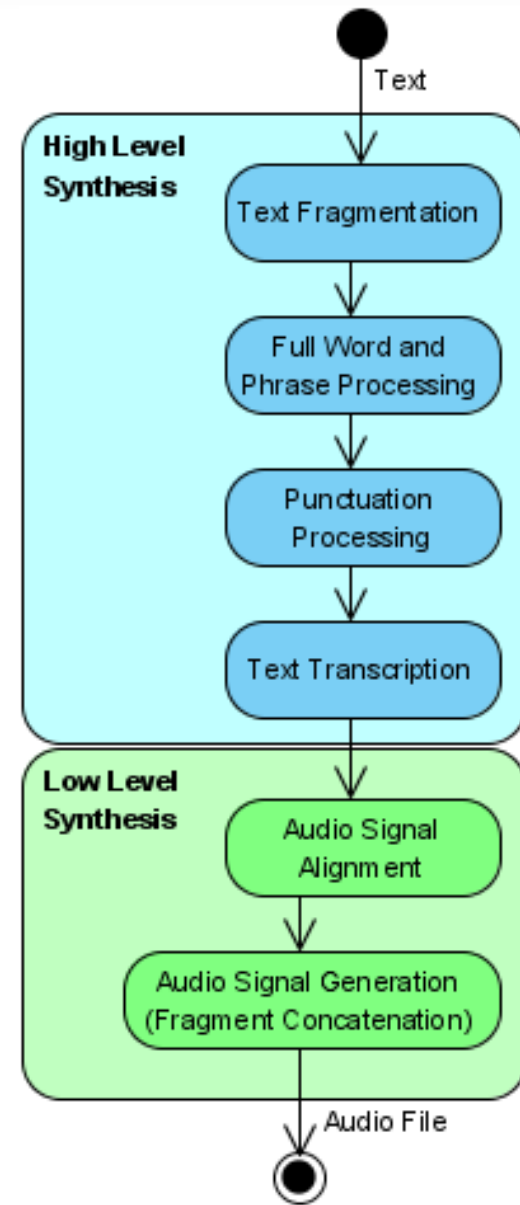 Text
High Level
Synthesis
Text Fragmentation
Full Word and
Phrase Processing
Punctuation
Processing
Text Transcription
Low Level
Synthesis
Audio Signal
Alignment
Audio Signal Generation
(Fragment Concatenation)
Audio File